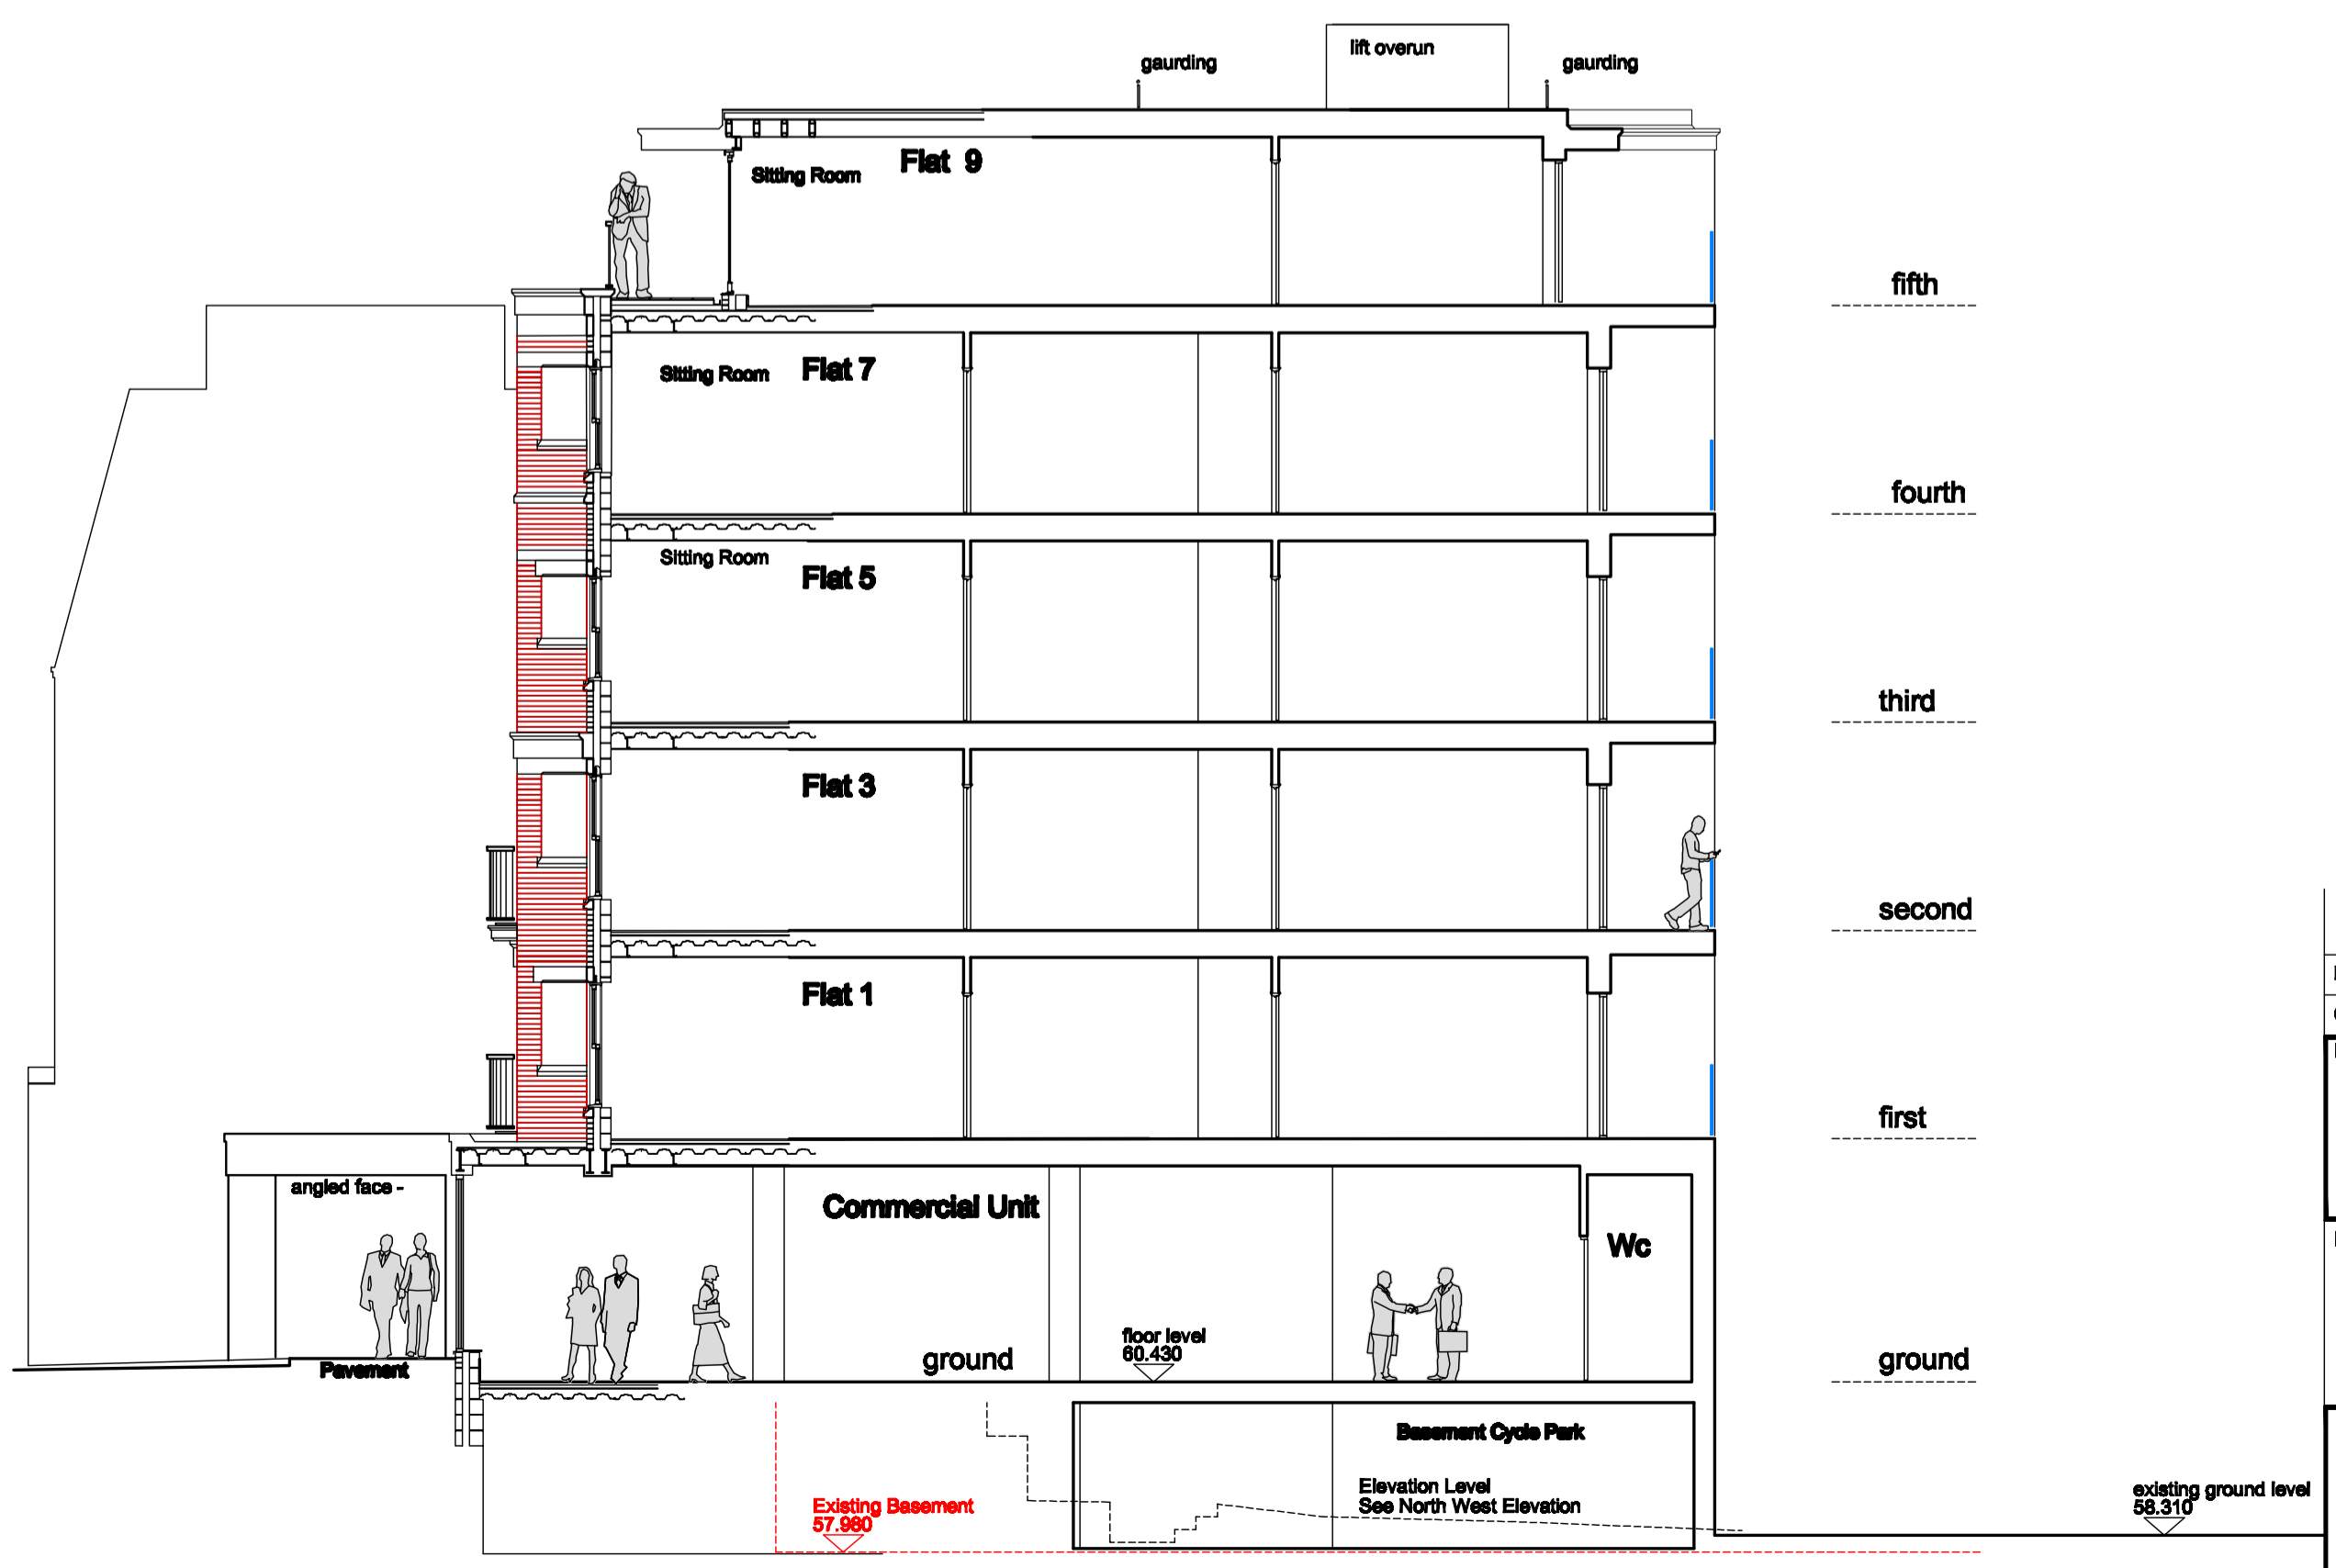 lift overun
gaurding
gaurding
Flat 9
Sitting Room
fifth
Flat 7
Sitting Room
fourth
Sitting Room
Flat 5
third
Flat 3
second
Flat 1
first
angled face -
Commercial Unit
Wc
floor level
60.430
ground
ground
Pavement
Basement Cycle Park
Elevation Level
See North West Elevation
Existing Basement
57.980
existing ground level
58.310